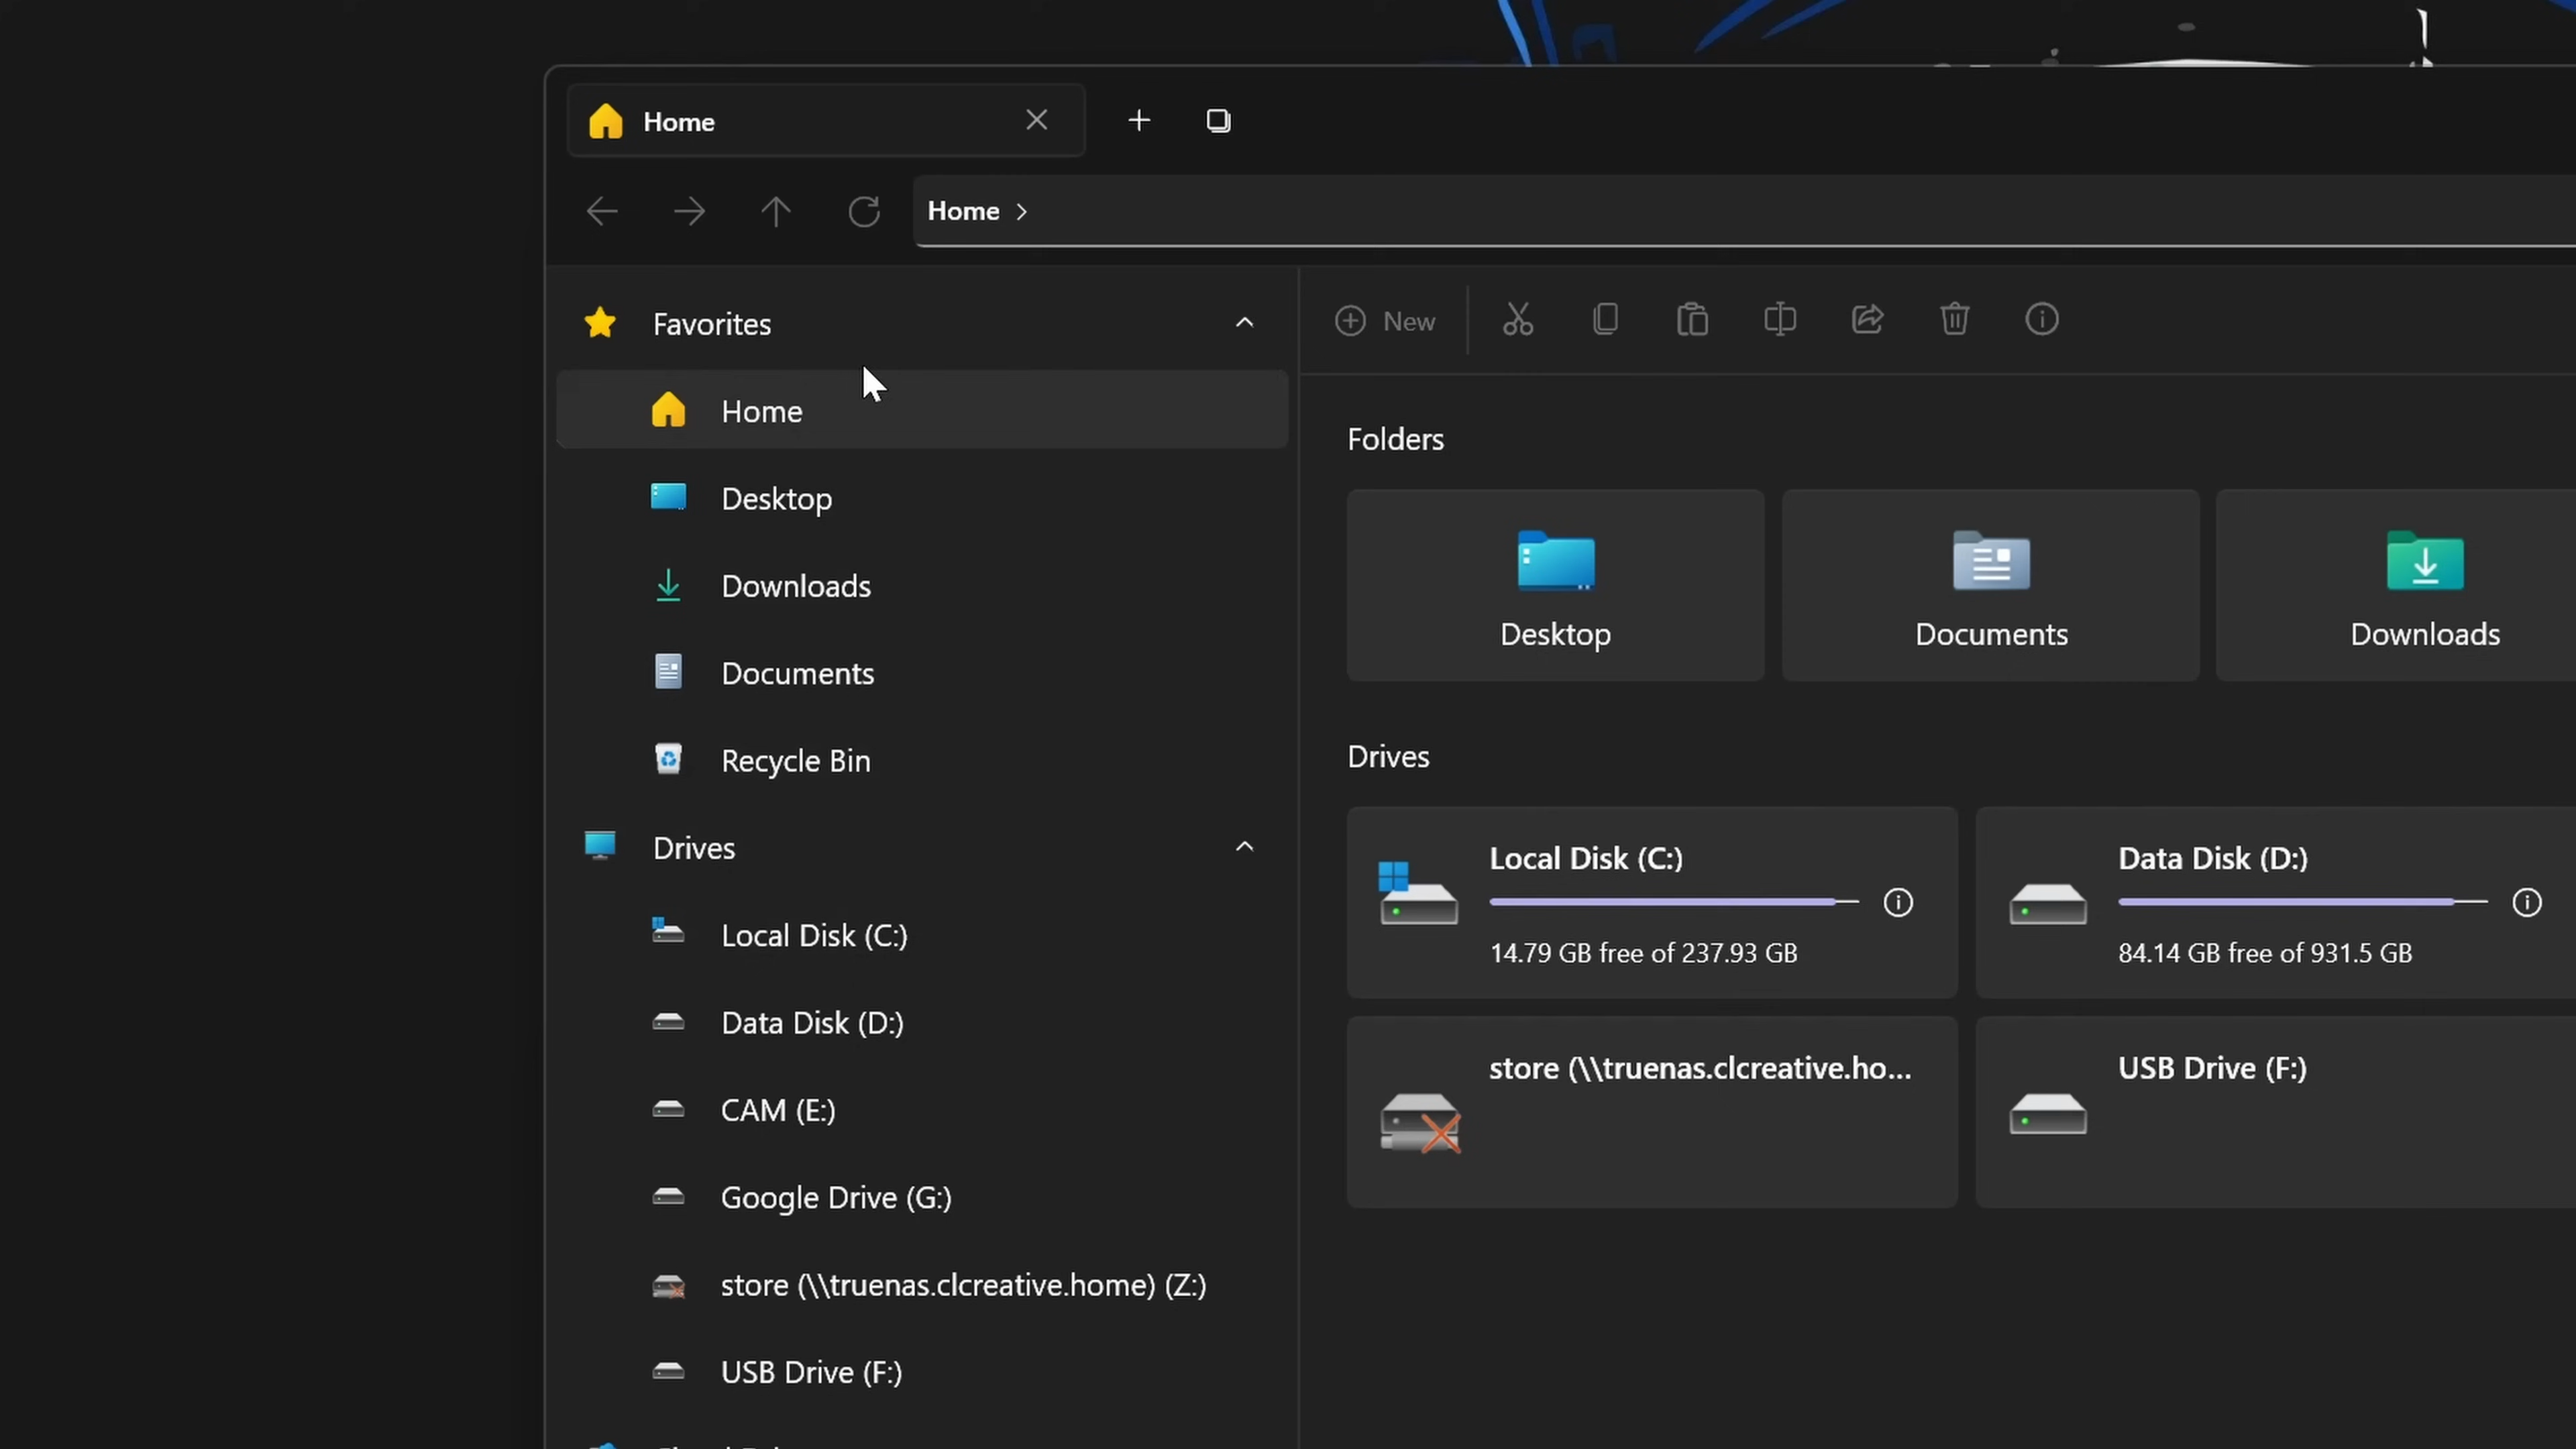 Home
Home
Favorites
Home
Desktop
Downloads
Documents
Recycle Bin
Drives
Local Disk (C:)
Data Disk (D:)
CAM (E:)
Google Drive (G:)
store (\\truenas.clcreative.home) (Z:)
USB Drive (F:)
New
Folders
Desktop
Documents
Downloads
Drives
Local Disk (C:)
14.79 GB free of 237.93 GB
Data Disk (D:)
84.14 GB free of 931.5 GB
store (\\truenas.clcreative.ho...
USB Drive (F:)